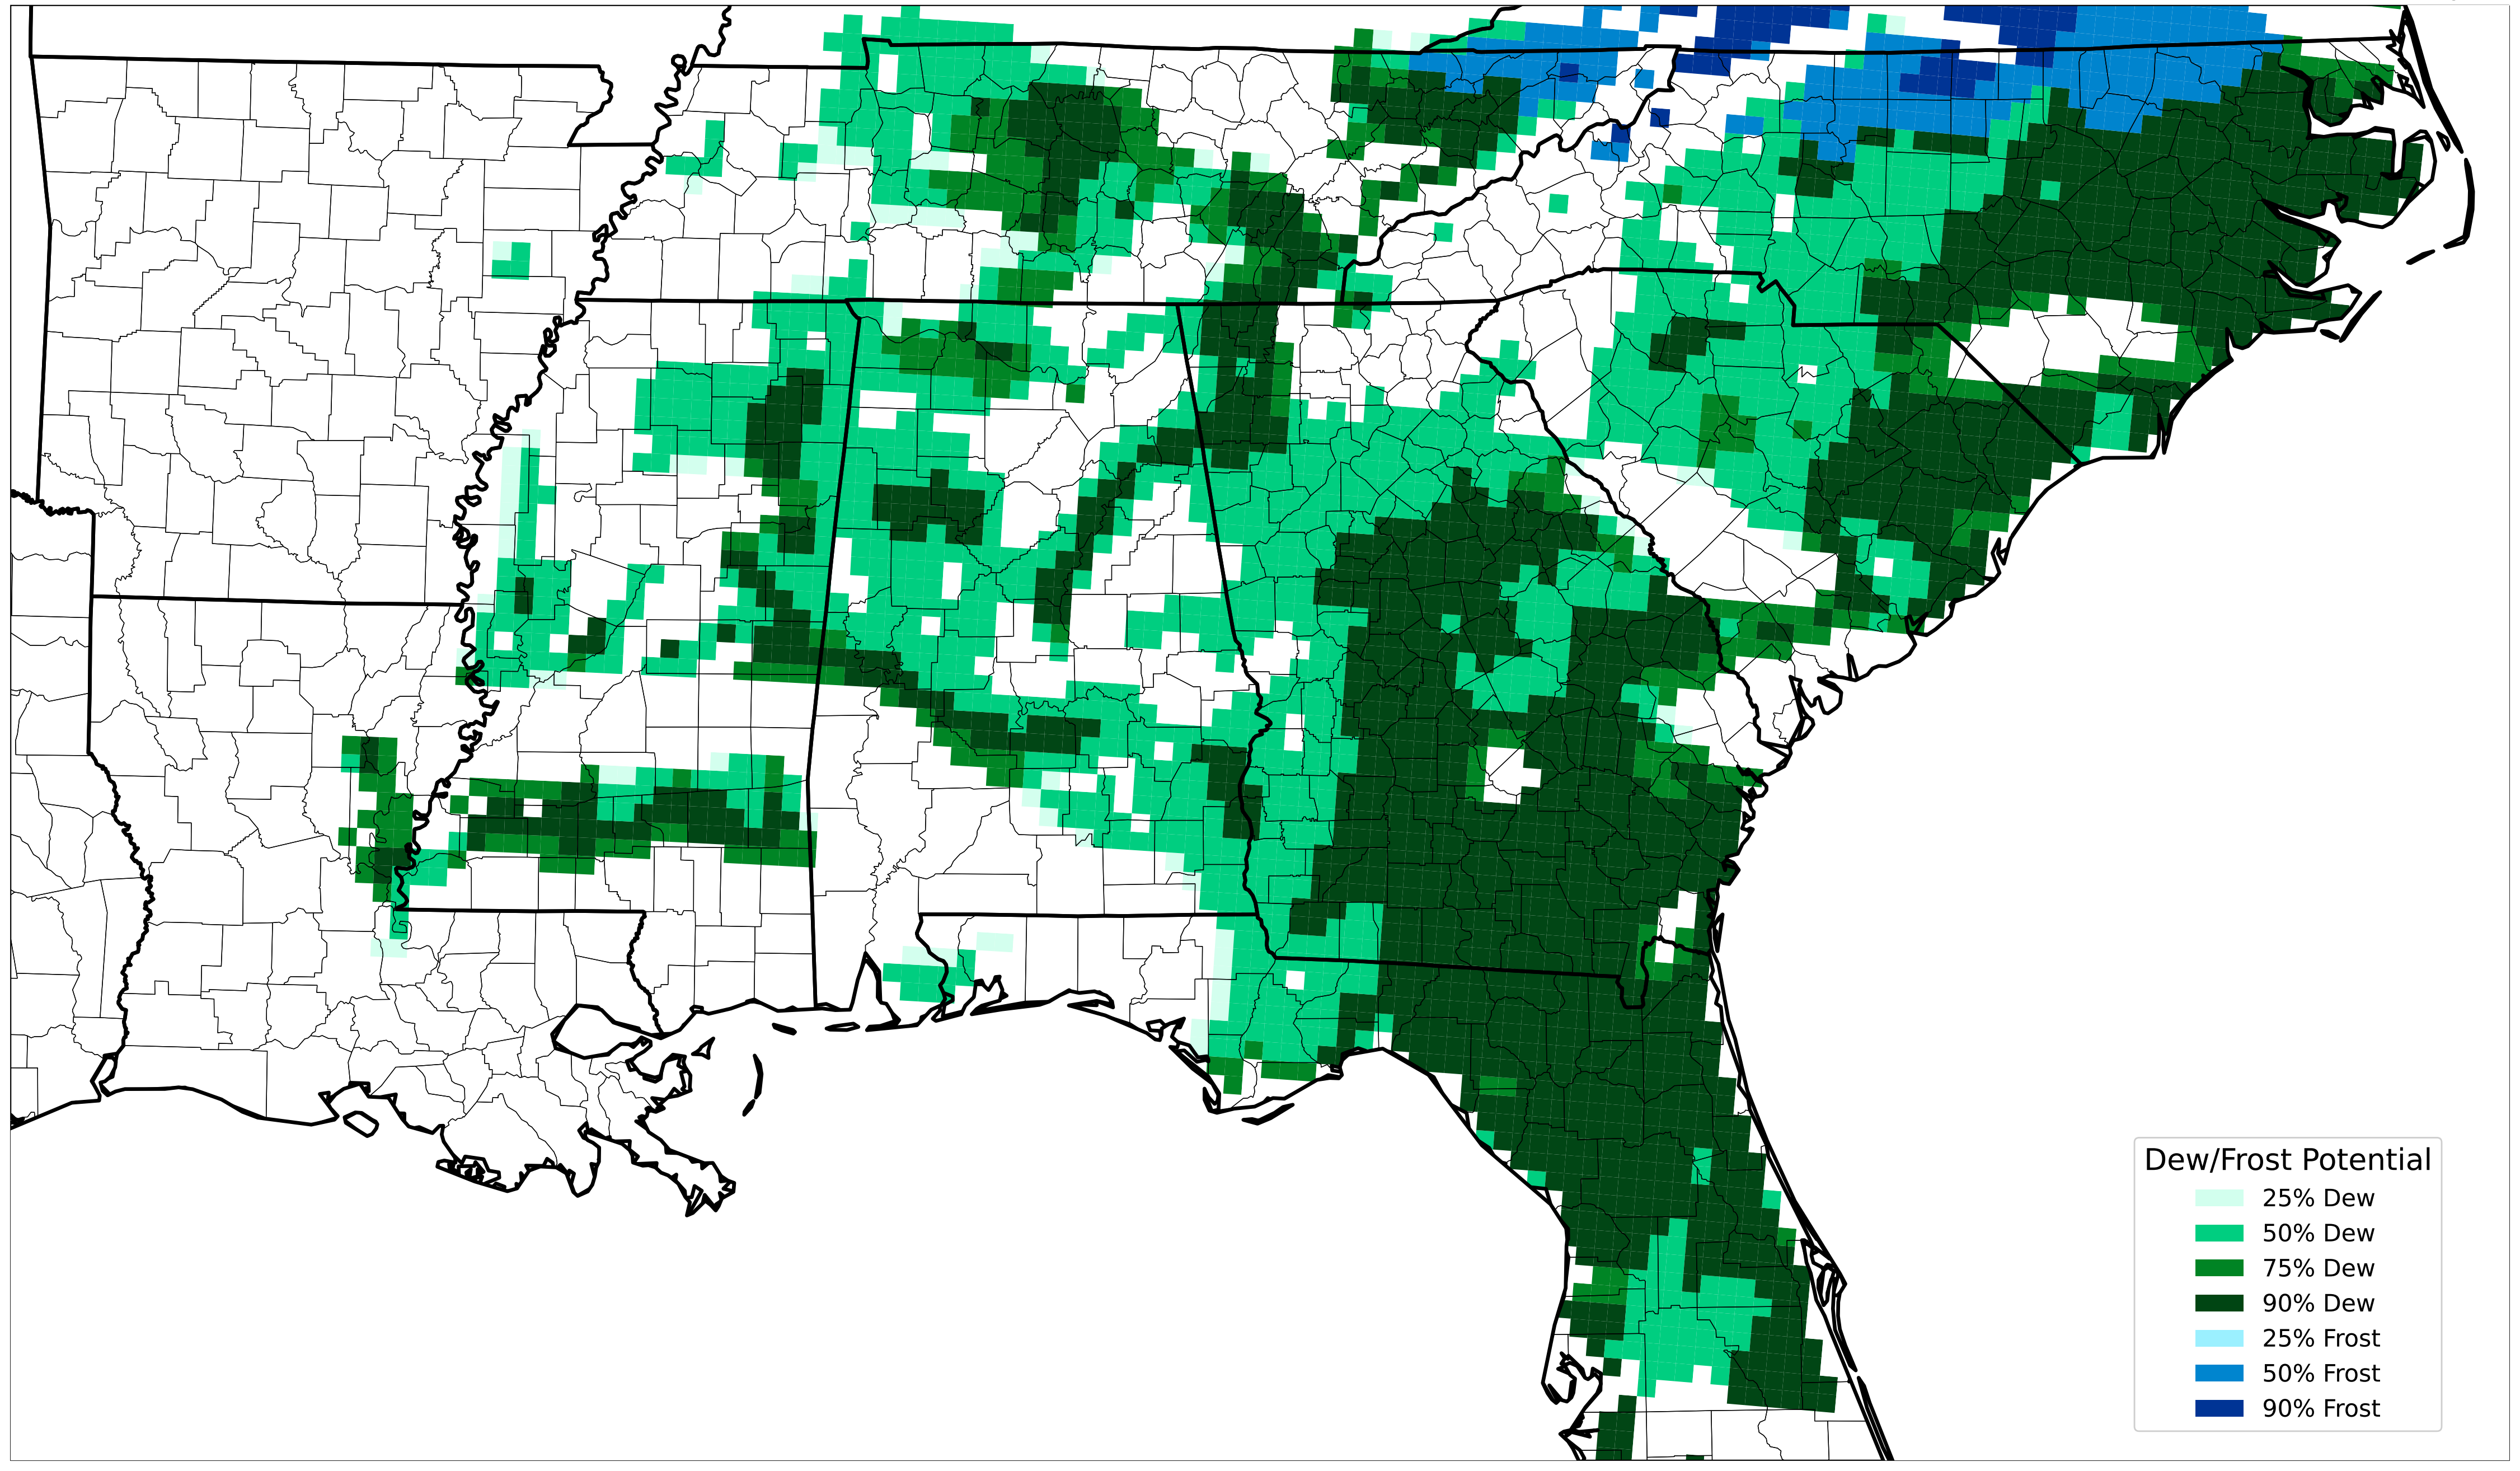 Dew/Frost Potential
25% Dew
50% Dew
75% Dew
90% Dew
25% Frost
50% Frost
90% Frost